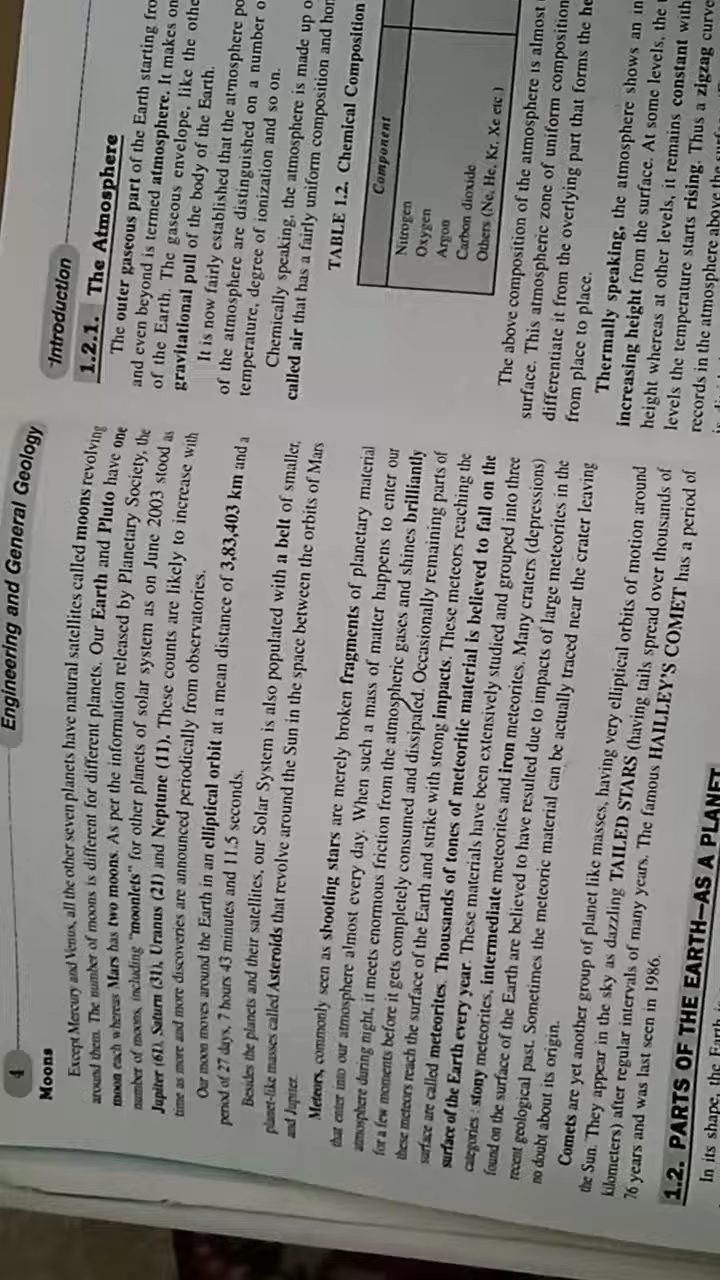 4
Engineering and General Geology
Moons
Except Mercury and Venus, all the other seven planets have natural satellites called moons revolving
around them. The number of moons is different for different planets. Our Earth and Pluto have one
moon each whereas Mars has two moons. As per the information released by Planetary Society, the
number of moons, including "moonlets" for other planets of solar system as on June 2003 stood as
Jupiter (61), Saturn (31), Uranus (21) and Neptune (11). These counts are likely to increase with
time as more and more discoveries are announced periodically from observatories.
Our moon moves around the Earth in an elliptical orbit at a mean distance of 3,83,403 km and a
period of 27 days, 7 hours 43 minutes and 11.5 seconds.
Besides the planets and their satellites, our Solar System is also populated with a belt of smaller,
planet-like masses called Asteroids that revolve around the Sun in the space between the orbits of Mars
and Jupiter.
Meteors, commonly seen as shooting stars are merely broken fragments of planetary material
that enter into our atmosphere almost every day. When such a mass of matter happens to enter our
atmosphere during night, it meets enormous friction from the atmospheric gases and shines brilliantly
for a few moments before it gets completely consumed and dissipated. Occasionally remaining parts of
these meteors reach the surface of the Earth and strike with strong impacts. These meteors reaching the
surface are called meteorites. Thousands of tones of meteoritic material is believed to fall on the
surface of the Earth every year. These materials have been extensively studied and grouped into three
categories : stony meteorites, intermediate meteorites and iron meteorites. Many craters (depressions)
found on the surface of the Earth are believed to have resulted due to impacts of large meteorites in the
recent geological past. Sometimes the meteoric material can be actually traced near the crater leaving
no doubt about its origin.
Comets are yet another group of planet like masses, having very elliptical orbits of motion around
the Sun. They appear in the sky as dazzling TAILED STARS (having tails spread over thousands of
kilometers) after regular intervals of many years. The famous HAILLEY'S COMET has a period of
76 years and was last seen in 1986.
1.2. PARTS OF THE EARTH–AS A PLANET
In its shape, the Earth
Introduction
1.2.1. The Atmosphere
The outer gaseous part of the Earth starting
and even beyond is termed atmosphere. It makes
of the Earth. The gaseous envelope, like the
gravitational pull of the body of the Earth.
It is now fairly established that the atmosphere
of the atmosphere are distinguished on a number
temperature, degree of ionization and so on.
Chemically speaking, the atmosphere is made up
called air that has a fairly uniform composition and
TABLE 1.2. Chemical Composition
Component
Nitrogen
Oxygen
Argon
Carbon dioxide
Others (Ne, He, Kr, Xe etc.)
The above composition of the atmosphere is almost
surface. This atmospheric zone of uniform composition
differentiate it from the overlying part that forms the
from place to place.
Thermally speaking, the atmosphere shows an
increasing height from the surface. At some levels, the
height whereas at other levels, it remains constant with
levels the temperature starts rising. Thus a zigzag curve
records in the atmosphere above the